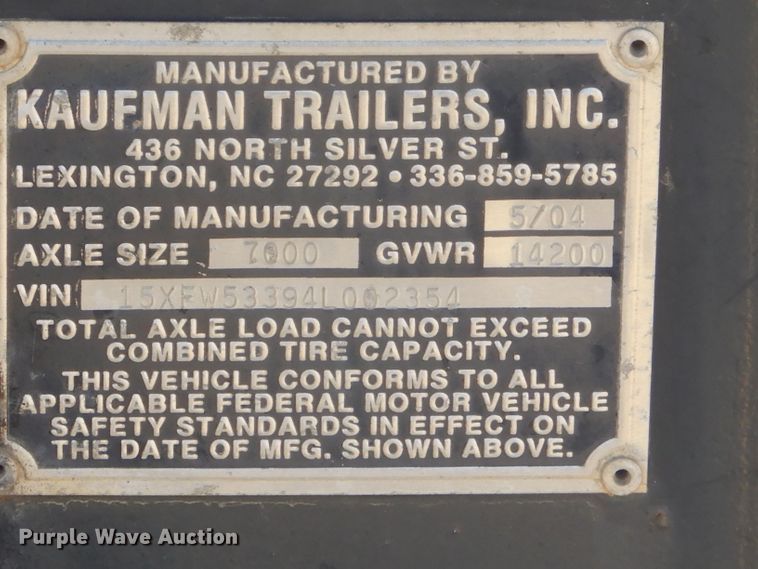 MANUFACTURED BY
KAUFMAN TRAILERS, INC.
436 NORTH SILVER ST.
LEXINGTON, NC 27292 • 336-859-5785
DATE OF MANUFACTURING 5/04
AXLE SIZE 7000 GVWR 14200
VIN 15XFW53394L002354
TOTAL AXLE LOAD CANNOT EXCEED
COMBINED TIRE CAPACITY.
THIS VEHICLE CONFORMS TO ALL
APPLICABLE FEDERAL MOTOR VEHICLE
SAFETY STANDARDS IN EFFECT ON
THE DATE OF MFG. SHOWN ABOVE.
Purple Wave Auction